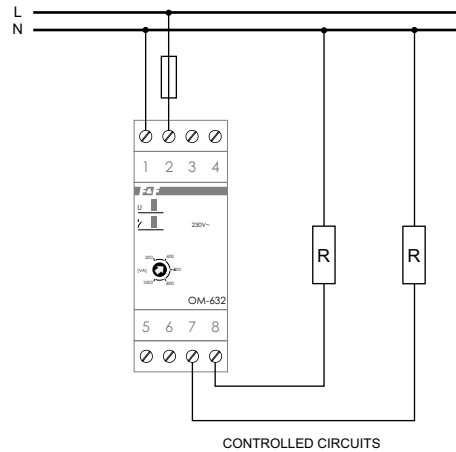 L
N
1 2 3 4
F&F
U
230V~
200 400
[VA] 600
1000 800
OM-632
R R
5 6 7 8
CONTROLLED CIRCUITS